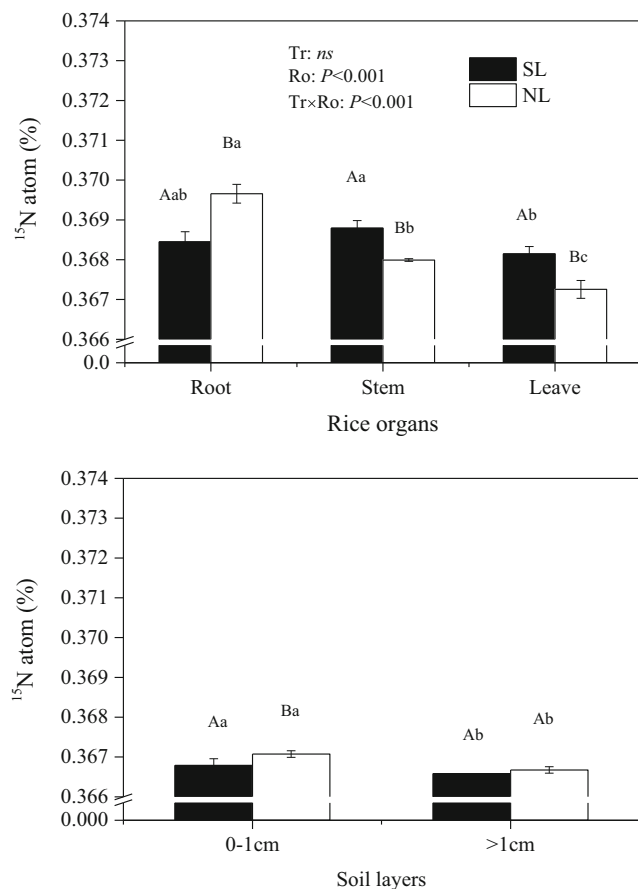 0.374
0.373
0.372
0.371
0.370
0.369
0.368
0.367
0.366
0.0
¹⁵N atom (%)
Tr: ns
Ro: P<0.001
Tr×Ro: P<0.001
SL
NL
Aab
Ba
Aa
Bb
Ab
Bc
Root
Stem
Leave
Rice organs
0.374
0.373
0.372
0.371
0.370
0.369
0.368
0.367
0.366
0.000
¹⁵N atom (%)
Aa
Ba
Ab
Ab
0-1cm
>1cm
Soil layers